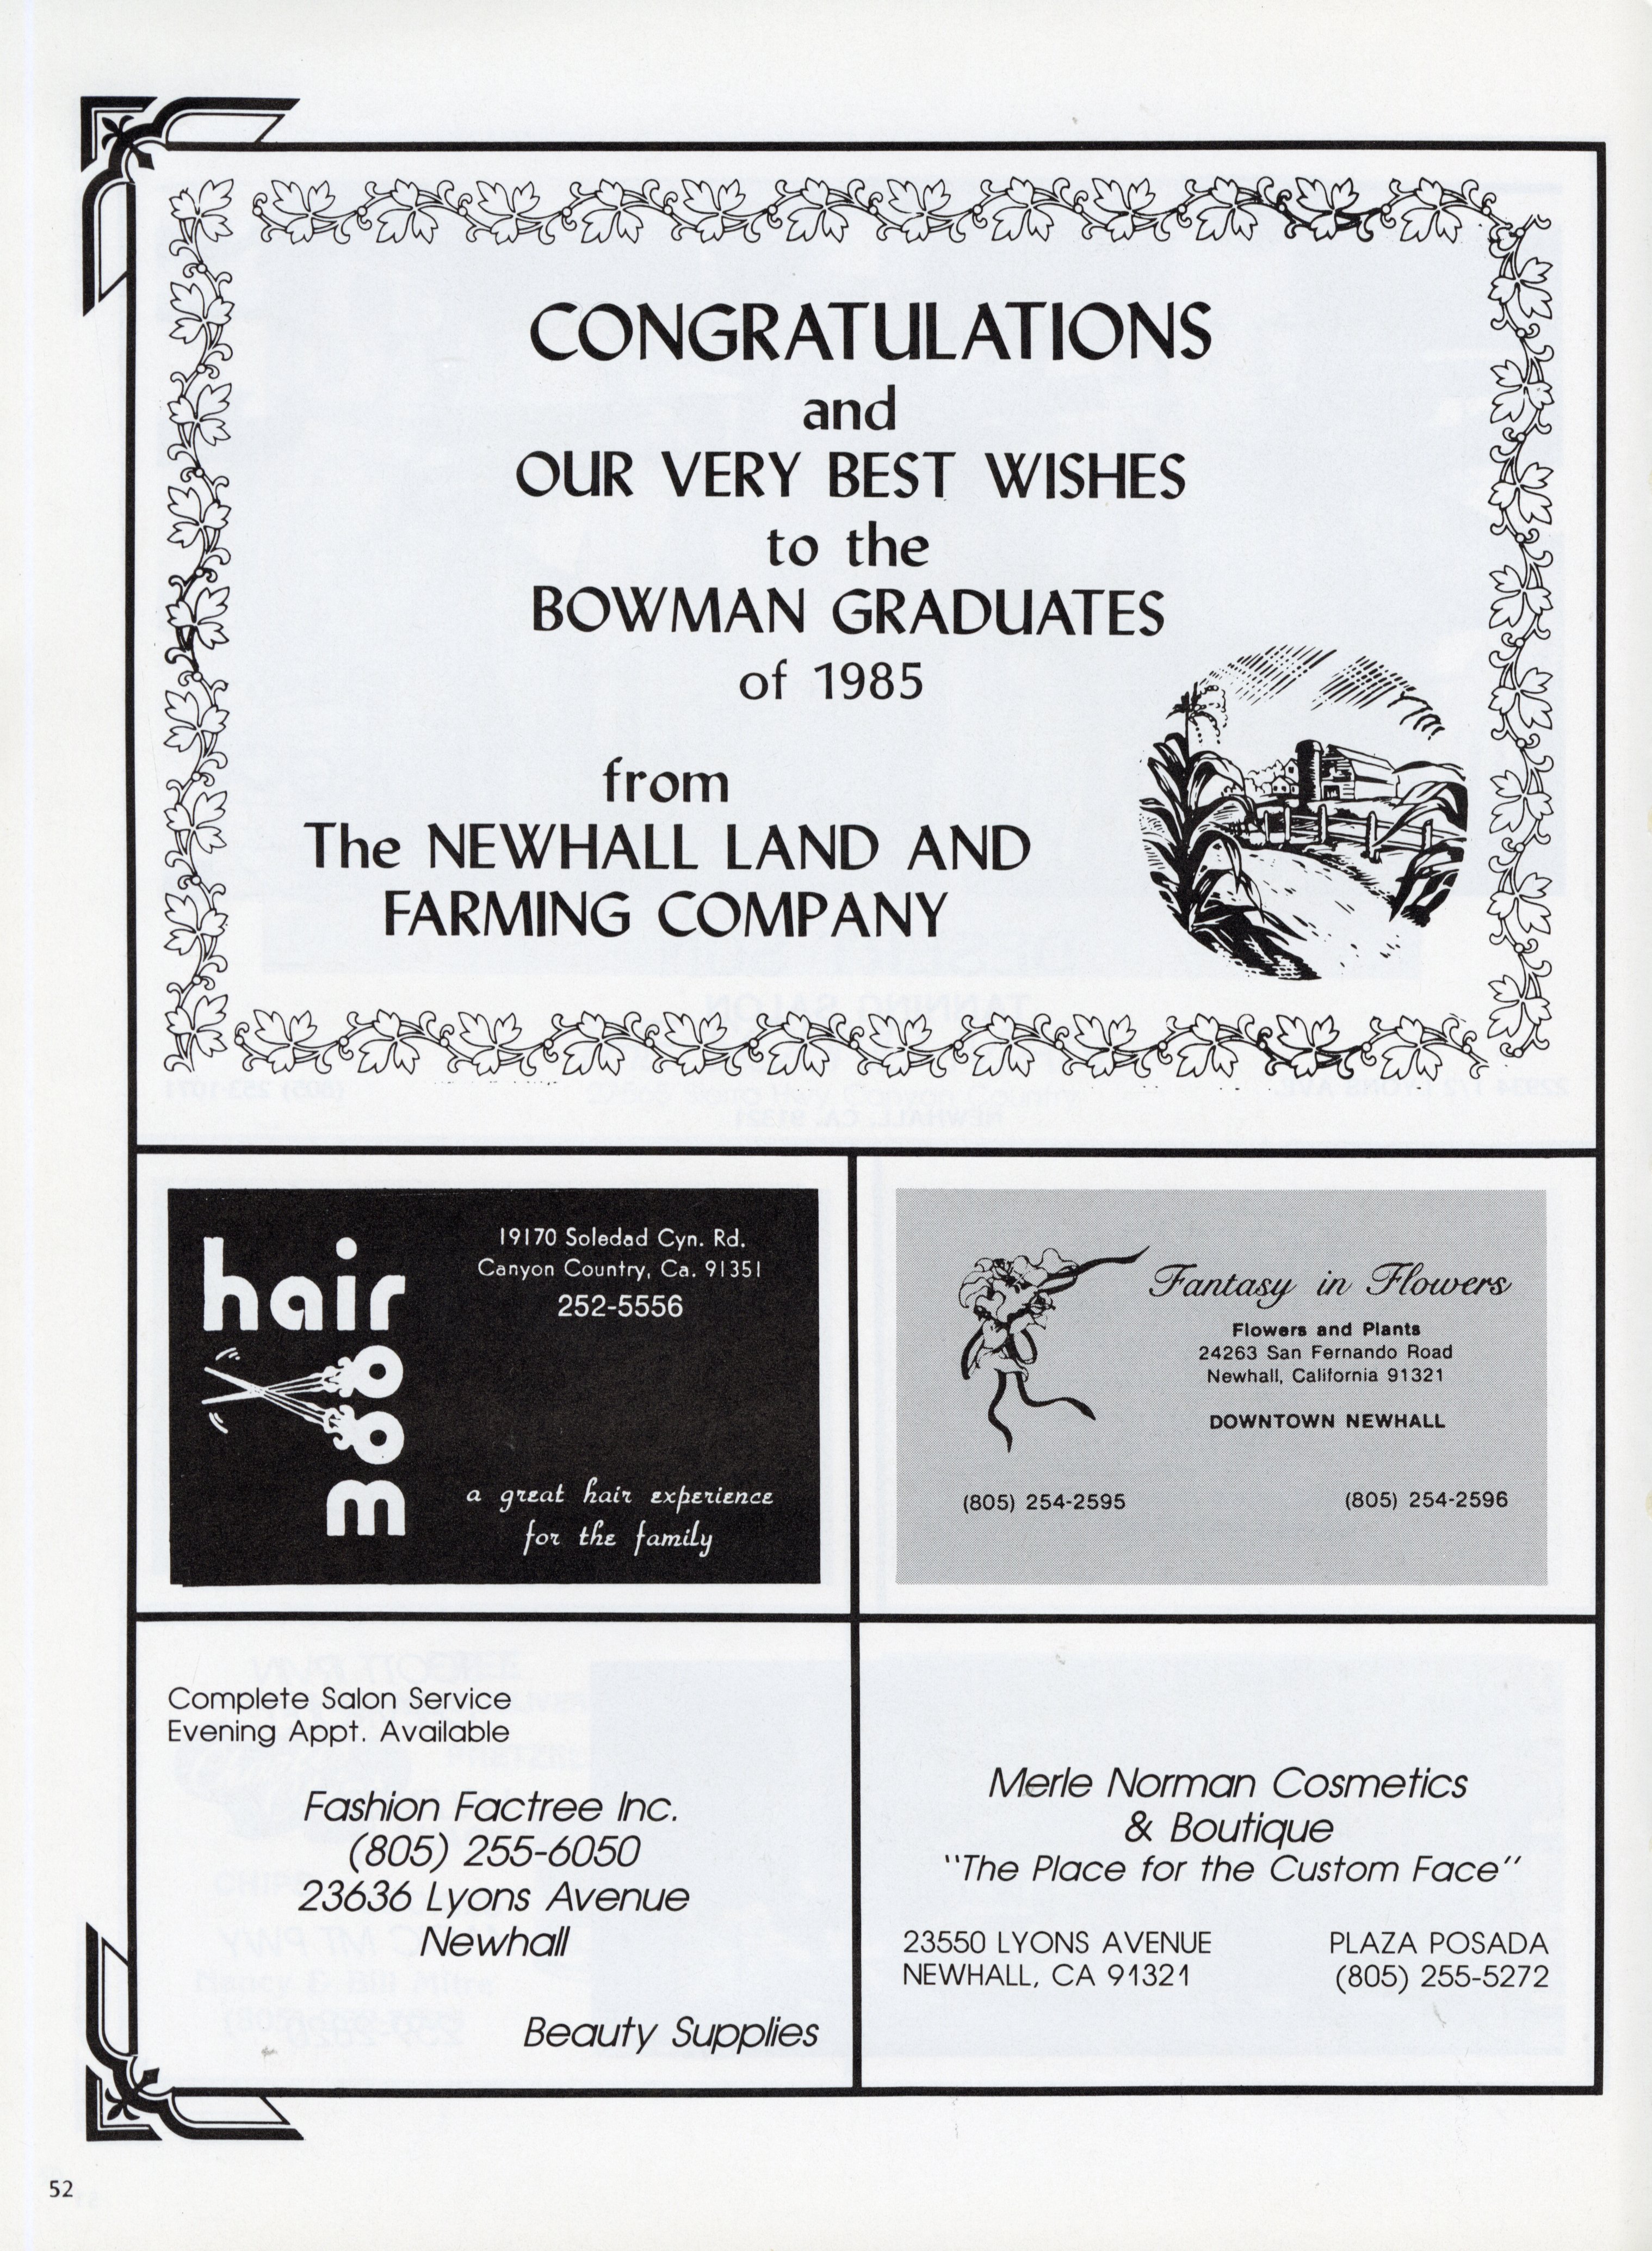 CONGRATULATIONS
and
OUR VERY BEST WISHES
to the
BOWMAN GRADUATES
of 1985
from
The NEWHALL LAND AND
FARMING COMPANY
hair
room
19170 Soledad Cyn. Rd.
Canyon Country, Ca. 91351
252-5556
a great hair experience
for the family
Fantasy in Flowers
Flowers and Plants
24263 San Fernando Road
Newhall, California 91321
DOWNTOWN NEWHALL
(805) 254-2595 (805) 254-2596
Complete Salon Service
Evening Appt. Available
Fashion Factree Inc.
(805) 255-6050
23636 Lyons Avenue
Newhall
Beauty Supplies
Merle Norman Cosmetics
& Boutique
"The Place for the Custom Face"
23550 LYONS AVENUE
NEWHALL, CA 91321
PLAZA POSADA
(805) 255-5272
52